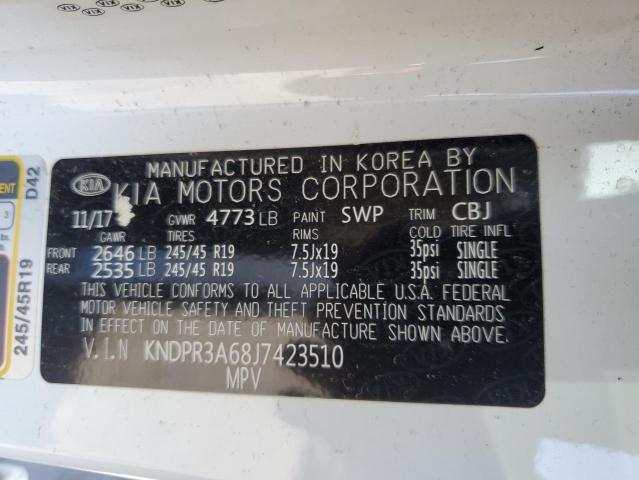 MANUFACTURED IN KOREA BY
KIA KIA MOTORS CORPORATION
11/17 GVWR 4773 LB PAINT SWP TRIM CBJ
GAWR TIRES RIMS COLD TIRE INFL
FRONT 2646 LB 245/45 R19 7.5Jx19 35psi SINGLE
REAR 2535 LB 245/45 R19 7.5Jx19 35psi SINGLE
THIS VEHICLE CONFORMS TO ALL APPLICABLE U.S.A. FEDERAL
MOTOR VEHICLE SAFETY AND THEFT PREVENTION STANDARDS
IN EFFECT ON THE DATE OF MANUFACTURE SHOWN ABOVE.
V.I.N KNDPR3A68J7423510
MPV
D42
3
245/45R19